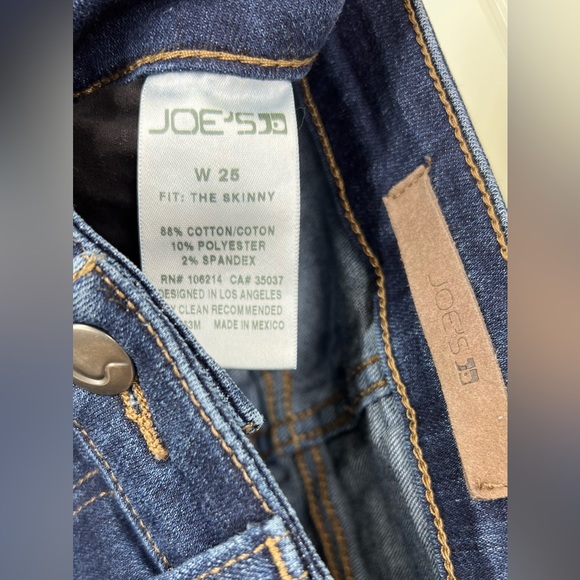 JOE'S
W 25
FIT: THE SKINNY
88% COTTON/COTON
10% POLYESTER
2% SPANDEX
RN# 106214 CA# 35037
DESIGNED IN LOS ANGELES
CLEAN RECOMMENDED
MADE IN MEXICO
JOE'S